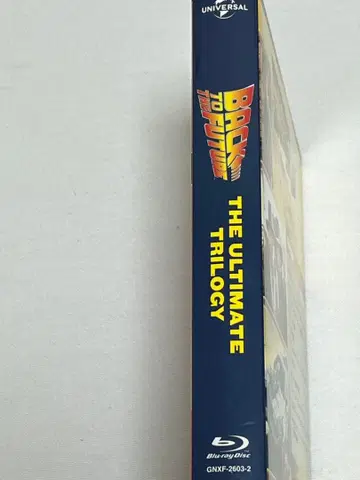 UNIVERSAL
BACK
TO THE
FUTURE
THE ULTIMATE
TRILOGY
Blu-ray Disc
GNXF-2603-2